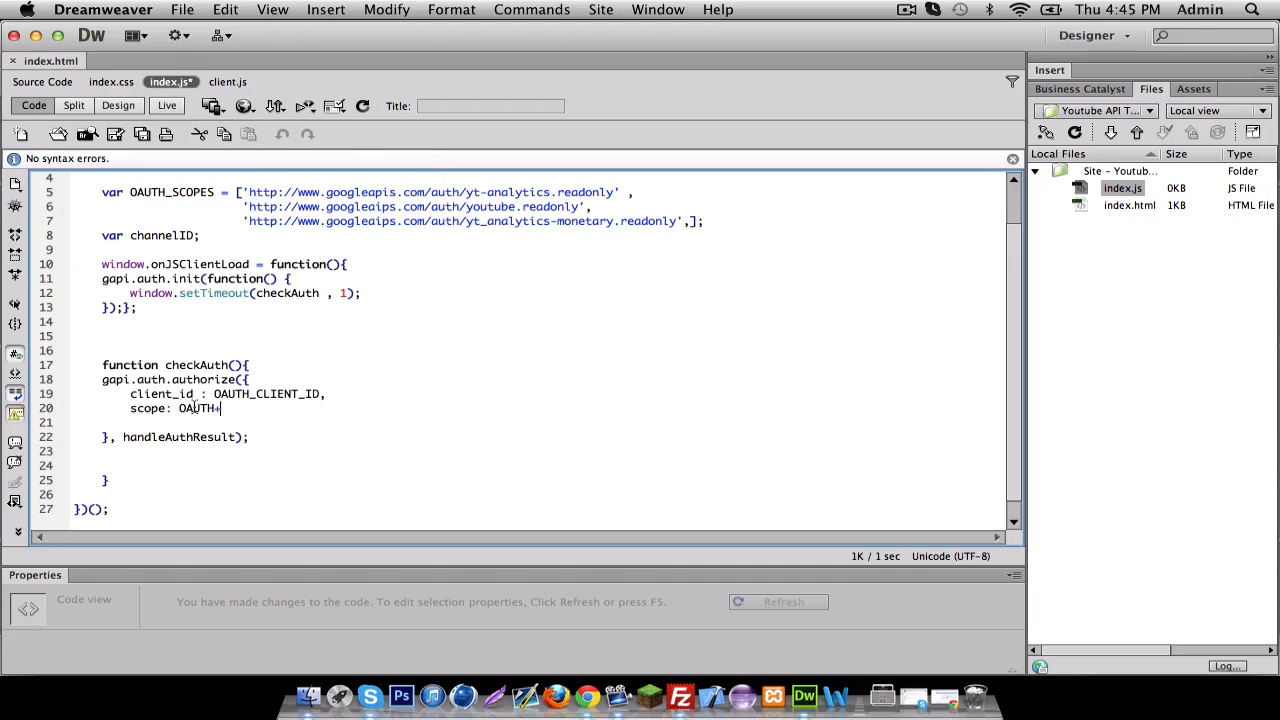 Dreamweaver File Edit View Insert Modify Format Commands Site Window Help Thu 4:45 PM Admin
Dw Designer
× index.html
Source Code index.css index.js* client.js
Code Split Design Live Title:
No syntax errors.
4
5 var OAUTH_SCOPES = ['http://www.googleapis.com/auth/yt-analytics.readonly' ,
6 'http://www.googleaips.com/auth/youtube.readonly',
7 'http://www.googleaips.com/auth/yt_analytics-monetary.readonly',];
8 var channelID;
9
10 window.onJSClientLoad = function(){
11 gapi.auth.init(function() {
12 window.setTimeout(checkAuth , 1);
13 });};
14
15
16
17 function checkAuth(){
18 gapi.auth.authorize({
19 client_id : OAUTH_CLIENT_ID,
20 scope: OAUTH+
21
22 }, handleAuthResult);
23
24
25 }
26
27 })();
1K / 1 sec Unicode (UTF-8)
Properties
Code view
You have made changes to the code. To edit selection properties, Click Refresh or press F5.
Refresh
Insert
Business Catalyst Files Assets
Youtube API T... Local view
Local Files Size Type
Site - Youtub... Folder
index.js 0KB JS File
index.html 1KB HTML File
Log...
Ps Fz Dw W